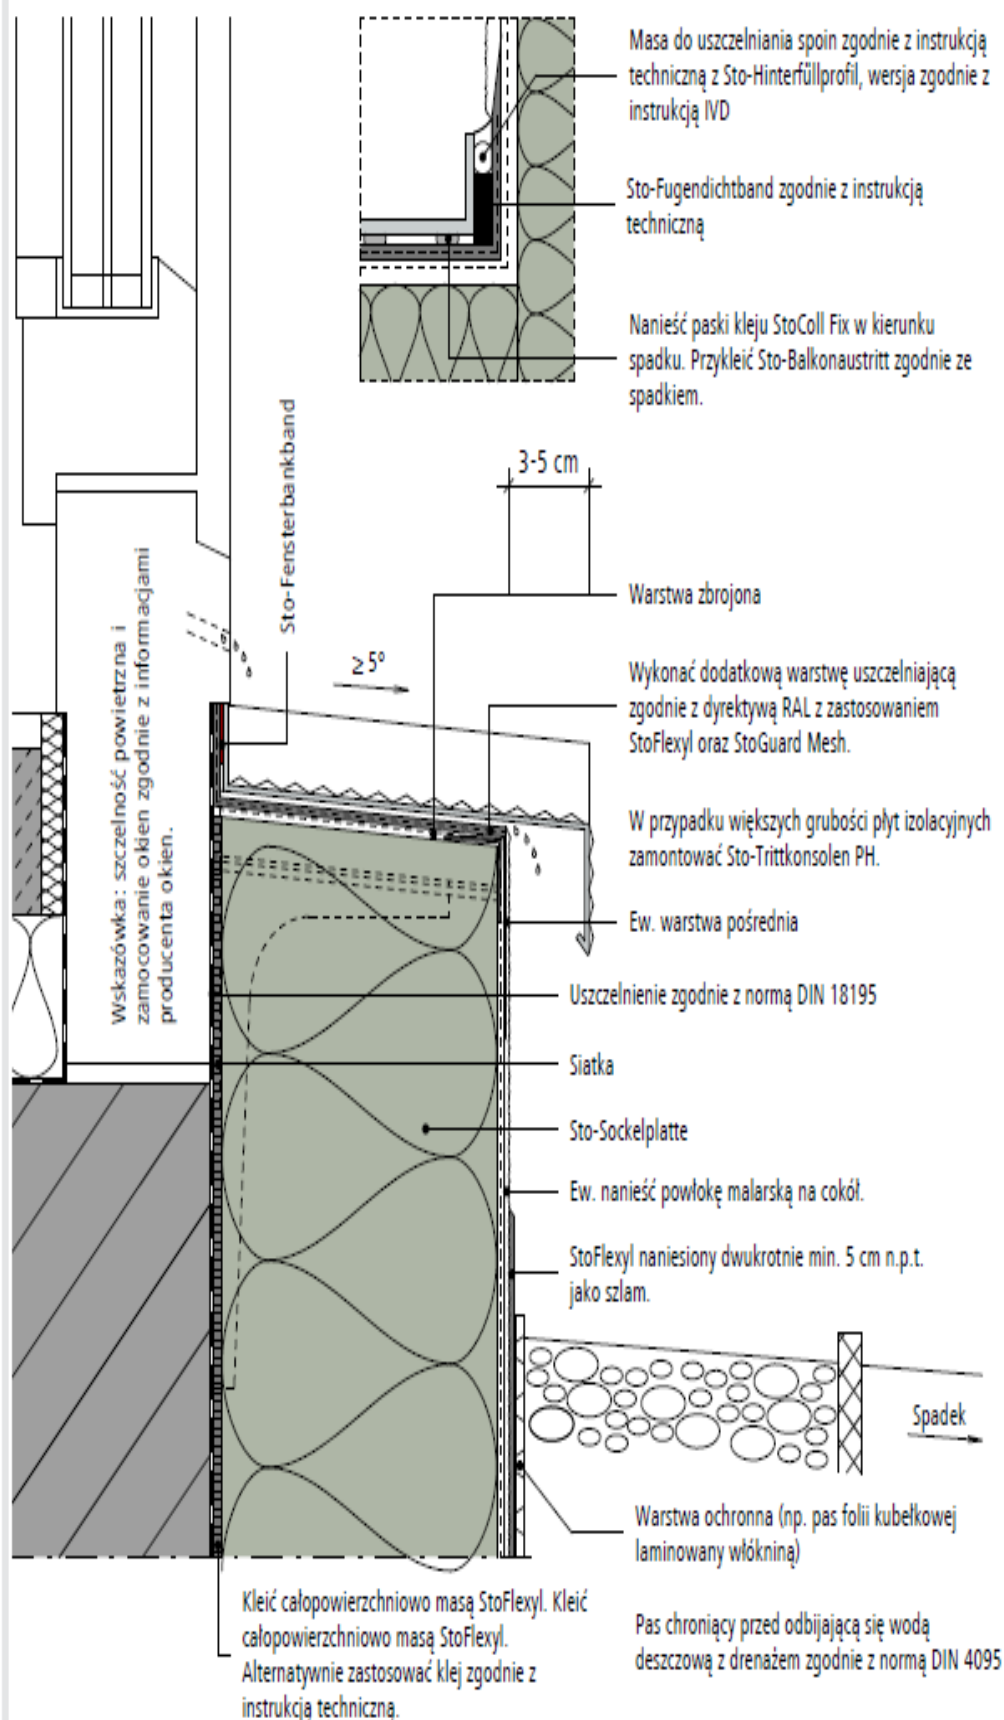 Masa do uszczelniania spoin zgodnie z instrukcją
techniczną z Sto-Hinterfüllprofil, wersja zgodnie z
instrukcją IVD
Sto-Fugendichtband zgodnie z instrukcją
techniczną
Nanieść paski kleju StoColl Fix w kierunku
spadku. Przykleić Sto-Balkonaustritt zgodnie ze
spadkiem.
3-5 cm
Sto-Fensterbankband
Wskazówka: szczelność powietrzna i
zamocowanie okien zgodnie z informacjami
producenta okien.
≥ 5°
Warstwa zbrojona
Wykonać dodatkową warstwę uszczelniającą
zgodnie z dyrektywą RAL z zastosowaniem
StoFlexyl oraz StoGuard Mesh.
W przypadku większych grubości płyt izolacyjnych
zamontować Sto-Trittkonsolen PH.
Ew. warstwa pośrednia
Uszczelnienie zgodnie z normą DIN 18195
Siatka
Sto-Sockelplatte
Ew. nanieść powłokę malarską na cokół.
StoFlexyl naniesiony dwukrotnie min. 5 cm n.p.t.
jako szlam.
Spadek
Warstwa ochronna (np. pas folii kubełkowej
laminowany włókniną)
Kleić całopowierzchniowo masą StoFlexyl. Kleić
całopowierzchniowo masą StoFlexyl.
Alternatywnie zastosować klej zgodnie z
instrukcją techniczną.
Pas chroniący przed odbijającą się wodą
deszczową z drenażem zgodnie z normą DIN 4095